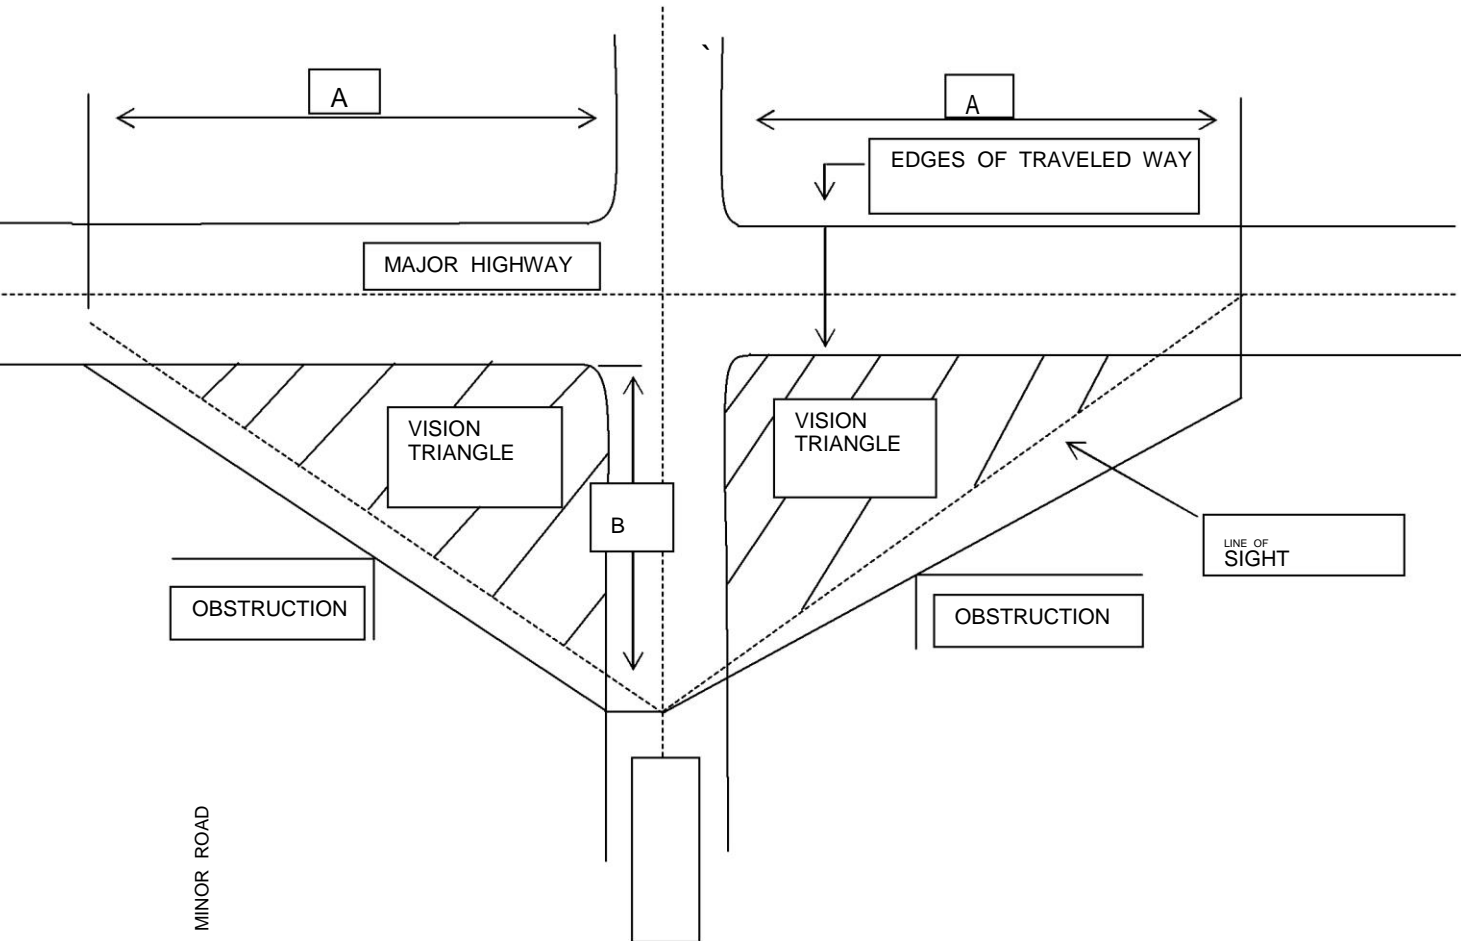 A
A
EDGES OF TRAVELED WAY
MAJOR HIGHWAY
VISION
TRIANGLE
VISION
TRIANGLE
B
LINE OF
SIGHT
OBSTRUCTION
OBSTRUCTION
MINOR ROAD